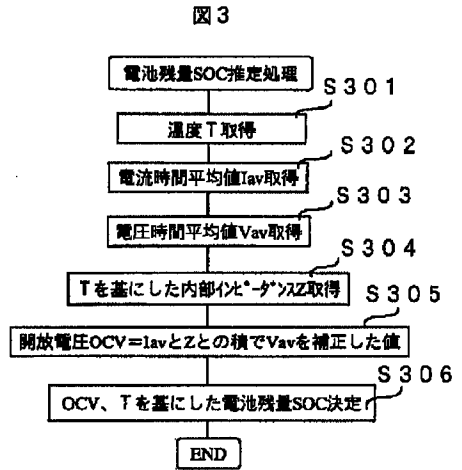 図3
電池残量SOC推定処理
S301
温度T取得
S302
電流時間平均値Iav取得
S303
電圧時間平均値Vav取得
S304
Tを基にした内部インピーダンスZ取得
S305
開放電圧OCV=IavとZとの積でVavを補正した値
S306
OCV、Tを基にした電池残量SOC決定
END